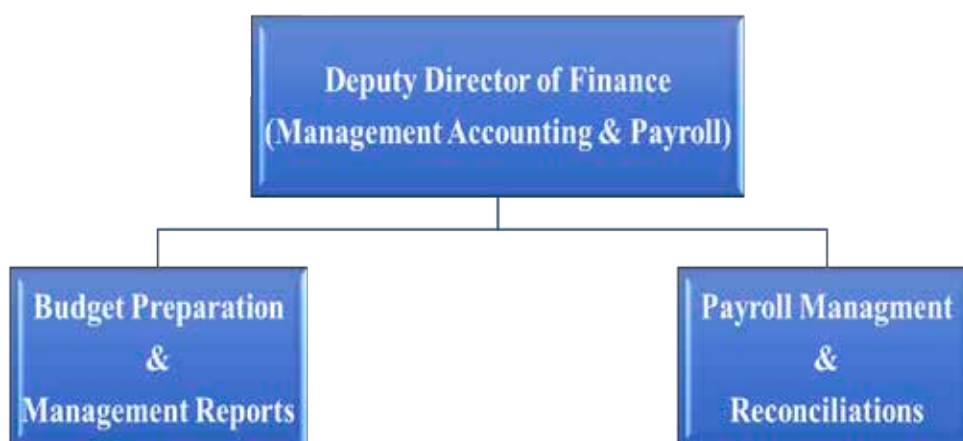 Deputy Director of Finance
(Management Accounting & Payroll)
Budget Preparation
&
Management Reports
Payroll Managment
&
Reconciliations